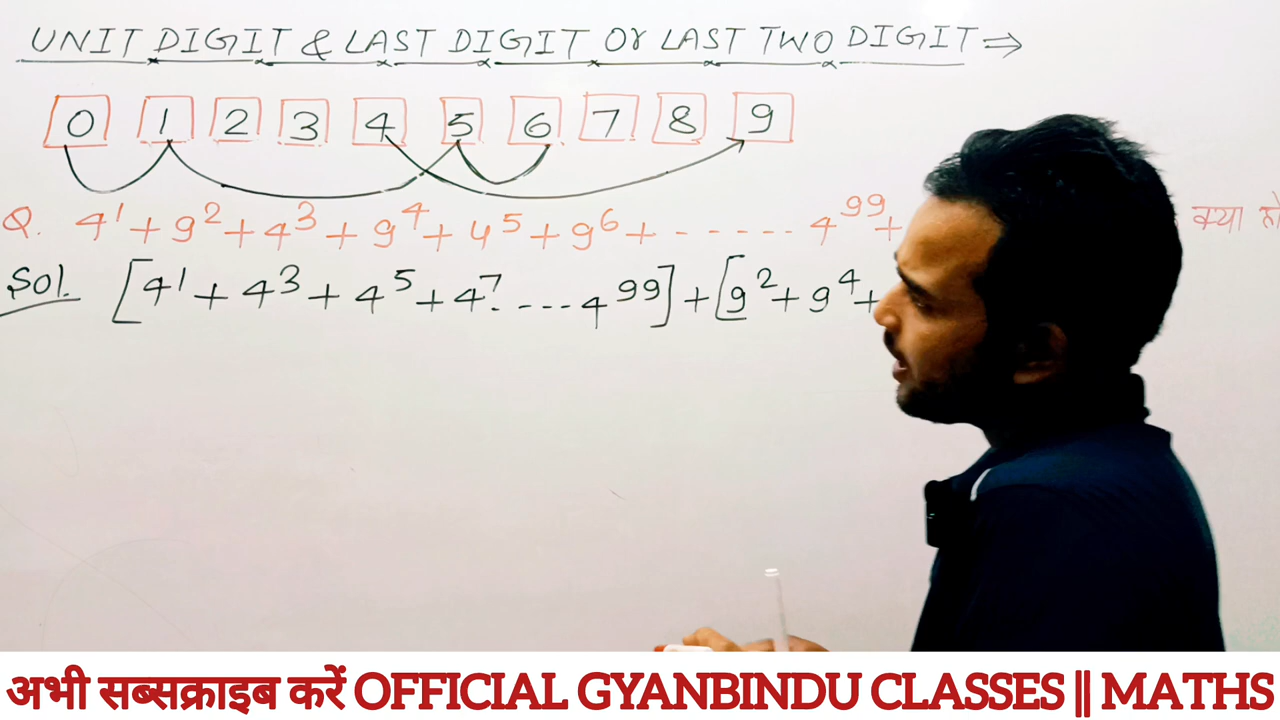 UNIT DIGIT & LAST DIGIT Or LAST TWO DIGIT ⇒
0 1 2 3 4 5 6 7 8 9
Q. 4¹ + 9² + 4³ + 9⁴ + 4⁵ + 9⁶ + ------ 4⁹⁹ + क्या
Sol. [4¹ + 4³ + 4⁵ + 4⁷. --- 4⁹⁹] + [9² + 9⁴ +
अभी सब्सक्राइब करें OFFICIAL GYANBINDU CLASSES || MATHS